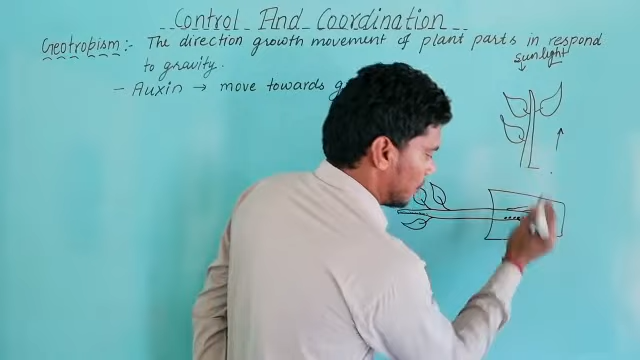 Control And Coordination
Geotropism:- The direction growth movement of plant parts in respond
to gravity.
sunlight
- Auxin → move towards